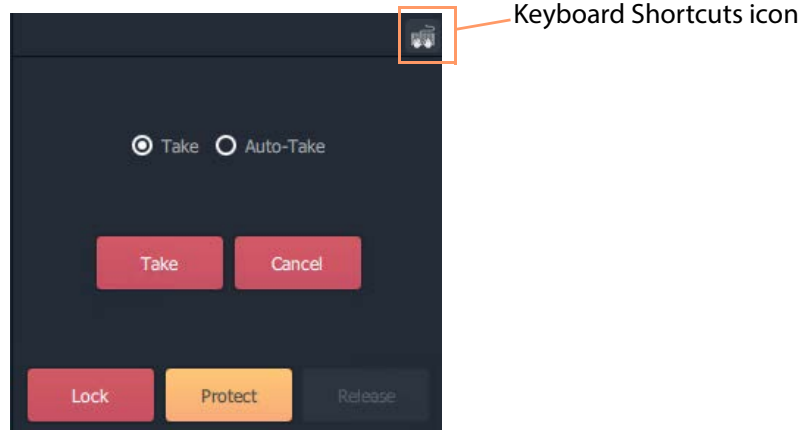 Keyboard Shortcuts icon
Take Auto-Take
Take Cancel
Lock Protect Release